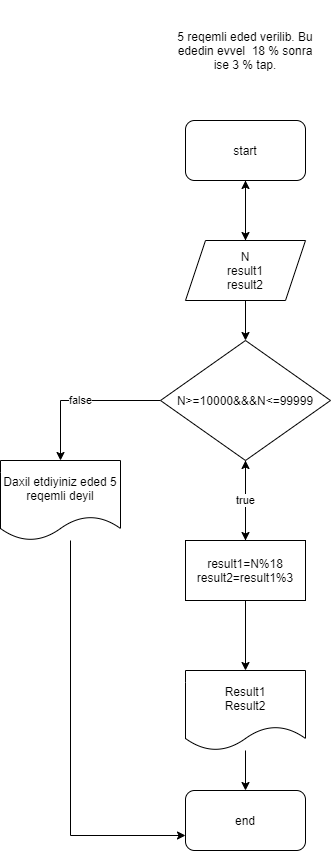 5 reqemli eded verilib. Bu
ededin evvel  18 % sonra
ise 3 % tap.
start
N
result1
result2
N>=10000&&&N<=99999
false
Daxil etdiyiniz eded 5
reqemli deyil
true
result1=N%18
result2=result1%3
Result1
Result2
end